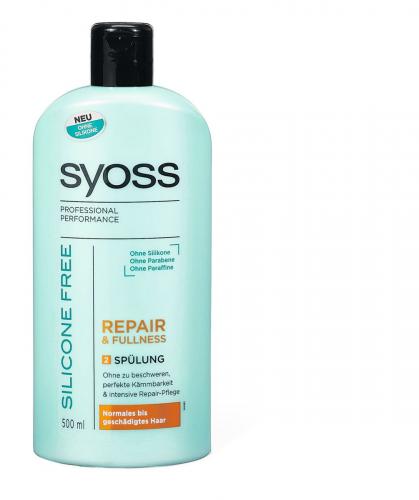 NEU
OHNE
SILIKONE
syoss
PROFESSIONAL
PERFORMANCE
SILICONE FREE
Ohne Silikone
Ohne Parabene
Ohne Paraffine
REPAIR
& FULLNESS
2 SPÜLUNG
Ohne zu beschweren,
perfekte Kämmbarkeit
& intensive Repair-Pflege
Normales bis
geschädigtes Haar
500 ml